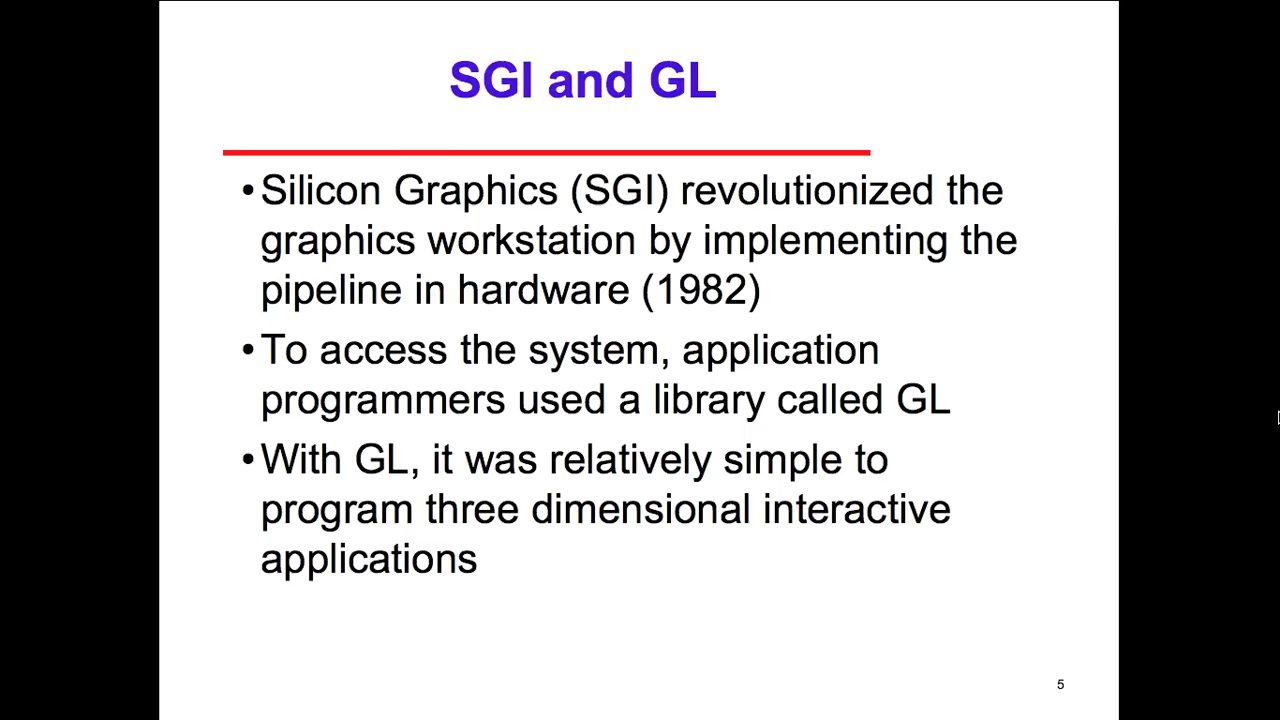 SGI and GL
•Silicon Graphics (SGI) revolutionized the
graphics workstation by implementing the
pipeline in hardware (1982)
•To access the system, application
programmers used a library called GL
•With GL, it was relatively simple to
program three dimensional interactive
applications
5